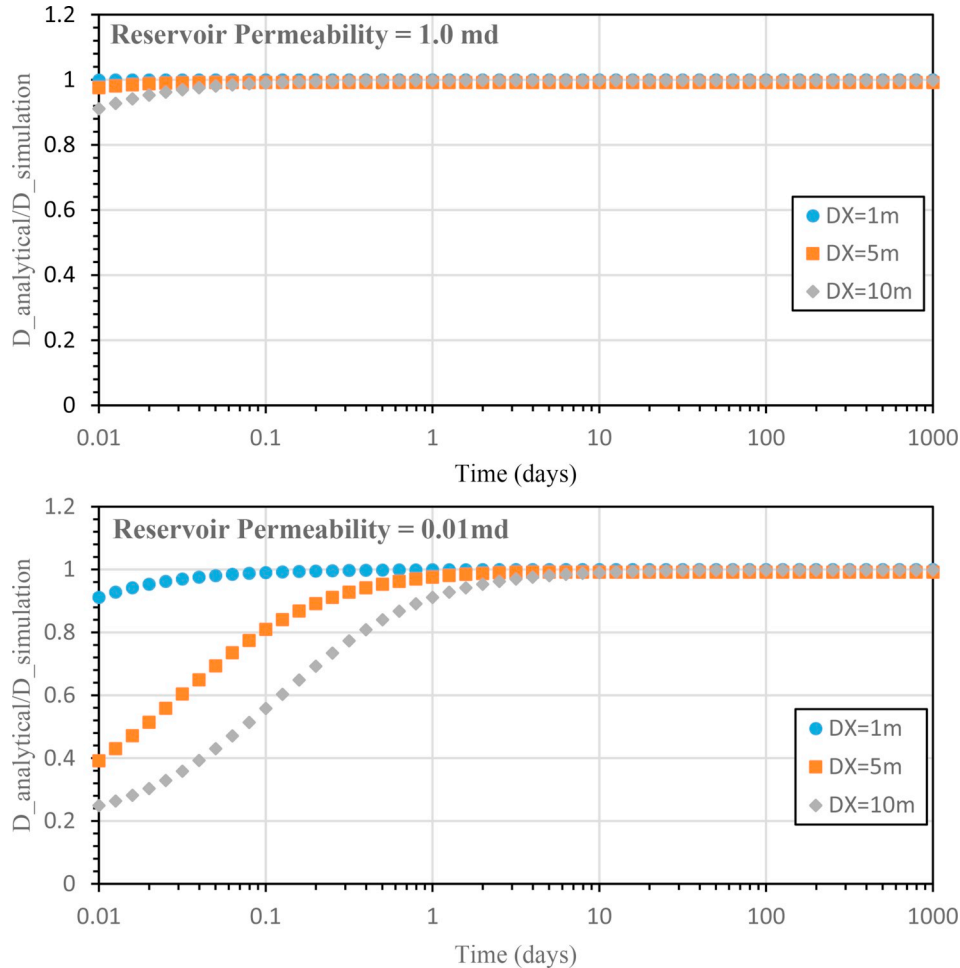 Reservoir Permeability = 1.0 md
D_analytical/D_simulation
1.2
1
0.8
0.6
0.4
0.2
0
DX=1m
DX=5m
DX=10m
0.01 0.1 1 10 100 1000
Time (days)
Reservoir Permeability = 0.01md
D_analytical/D_simulation
1.2
1
0.8
0.6
0.4
0.2
0
DX=1m
DX=5m
DX=10m
0.01 0.1 1 10 100 1000
Time (days)